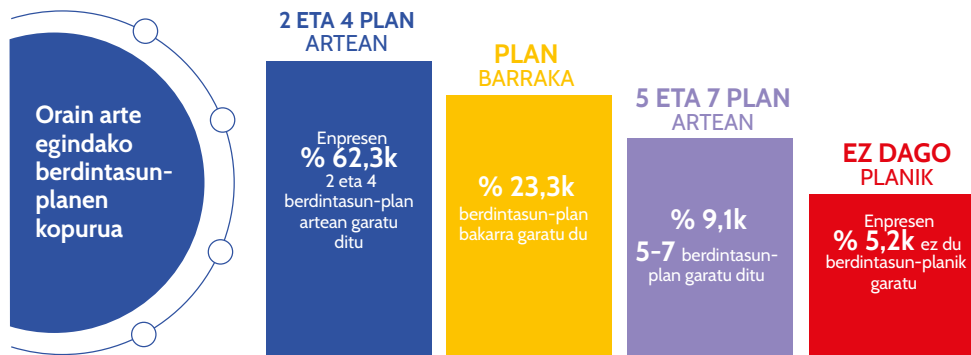 Orain arte
egindako
berdintasun-
planen
kopurua
2 ETA 4 PLAN
ARTEAN
Enpresen
% 62,3k
2 eta 4
berdintasun-plan
artean garatu
ditu
PLAN
BARRAKA
% 23,3k
berdintasun-plan
bakarra garatu du
5 ETA 7 PLAN
ARTEAN
% 9,1k
5-7 berdintasun-
plan garatu ditu
EZ DAGO
PLANIK
Enpresen
% 5,2k ez du
berdintasun-planik
garatu